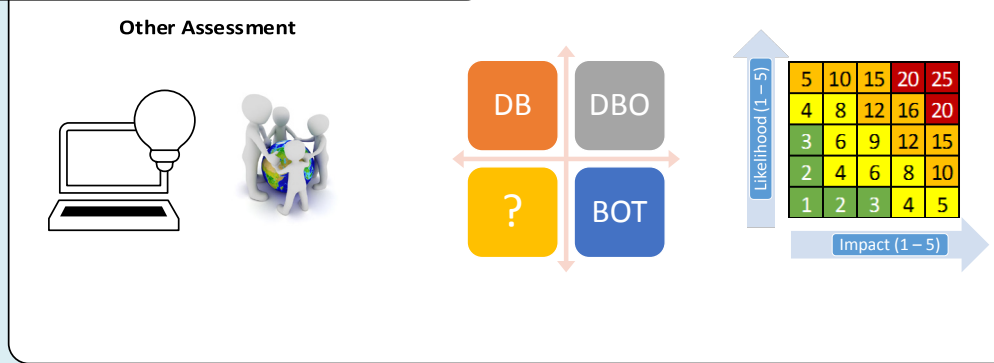 Other Assessment
DB DBO
? BOT
Likelihood (1 – 5)
5 10 15 20 25
4 8 12 16 20
3 6 9 12 15
2 4 6 8 10
1 2 3 4 5
Impact (1 – 5)